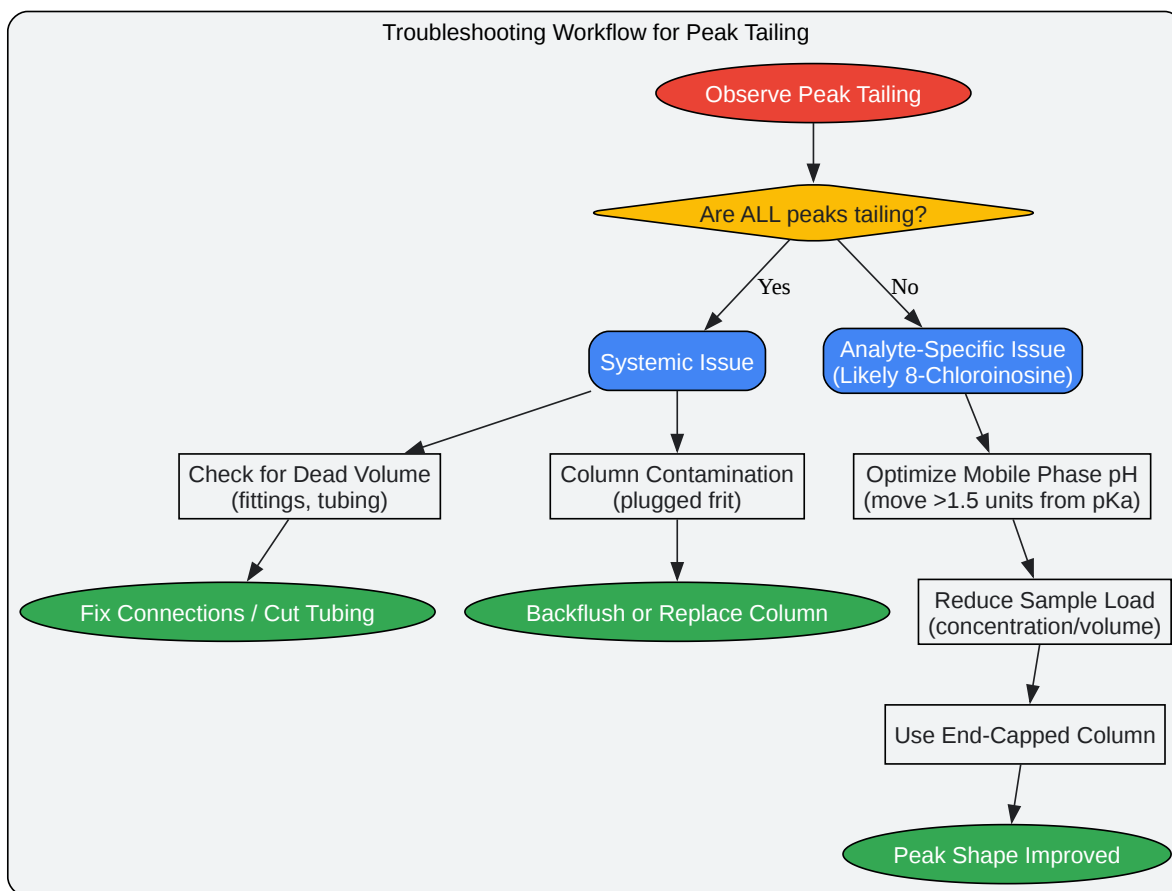 Troubleshooting Workflow for Peak Tailing
Observe Peak Tailing
Are ALL peaks tailing?
Yes
No
Systemic Issue
Analyte-Specific Issue
(Likely 8-Chloroinosine)
Check for Dead Volume
(fittings, tubing)
Column Contamination
(plugged frit)
Optimize Mobile Phase pH
(move >1.5 units from pKa)
Fix Connections / Cut Tubing
Backflush or Replace Column
Reduce Sample Load
(concentration/volume)
Use End-Capped Column
Peak Shape Improved